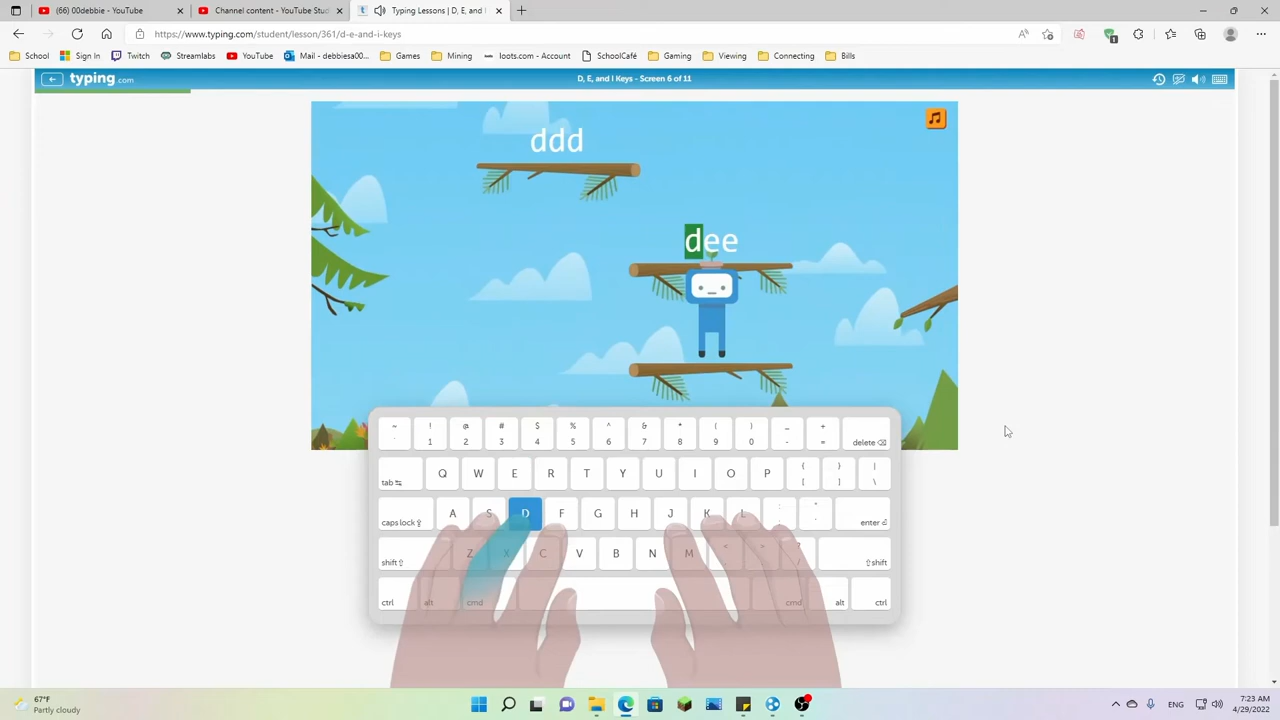 (66) 00debbie - YouTube
Channel content - YouTube Stud
Typing Lessons | D, E, and I
https://www.typing.com/student/lesson/361/d-e-and-i-keys
School
Sign In
Twitch
Streamlabs
YouTube
Mail - debbiesa00...
Games
Mining
loots.com - Account
SchoolCafé
Gaming
Viewing
Connecting
Bills
typing.com
D, E, and I Keys - Screen 6 of 11
ddd
dee
~ ! @ # $ % ^ & * ( ) _ +
` 1 2 3 4 5 6 7 8 9 0 - = delete
tab Q W E R T Y U I O P { [ } ] | \
caps lock A S D F G H J K L enter
shift Z X C V B N M shift
ctrl alt cmd cmd alt ctrl
67°F
Partly cloudy
ENG
7:23 AM
4/29/2022